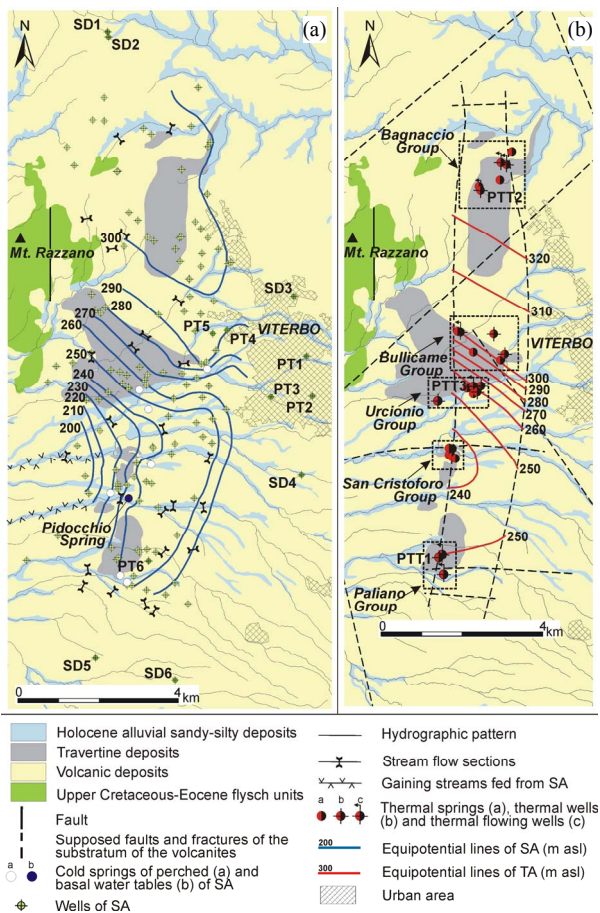 N
SD1
SD2
(a)
Mt. Razzano
300
290
280
270
260
250
240
230
220
210
200
SD3
VITERBO
PT5
PT4
PT1
PT3
PT2
SD4
Pidocchio
Spring
PT6
SD5
SD6
0
4
km
N
(b)
Bagnaccio
Group
PTT2
Mt. Razzano
320
310
VITERBO
Bullicame
Group
PTT3
300
290
280
270
260
Urcionio
Group
250
San Cristoforo
Group
240
250
PTT1
Paliano
Group
0
4
km
Holocene alluvial sandy-silty deposits
Travertine deposits
Volcanic deposits
Upper Cretaceous-Eocene flysch units
Fault
Supposed faults and fractures of the
substratum of the volcanites
a b
Cold springs of perched (a) and
basal water tables (b) of SA
Wells of SA
Hydrographic pattern
Stream flow sections
Gaining streams fed from SA
a b c
Thermal springs (a), thermal wells
(b) and thermal flowing wells (c)
200
Equipotential lines of SA (m asl)
300
Equipotential lines of TA (m asl)
Urban area